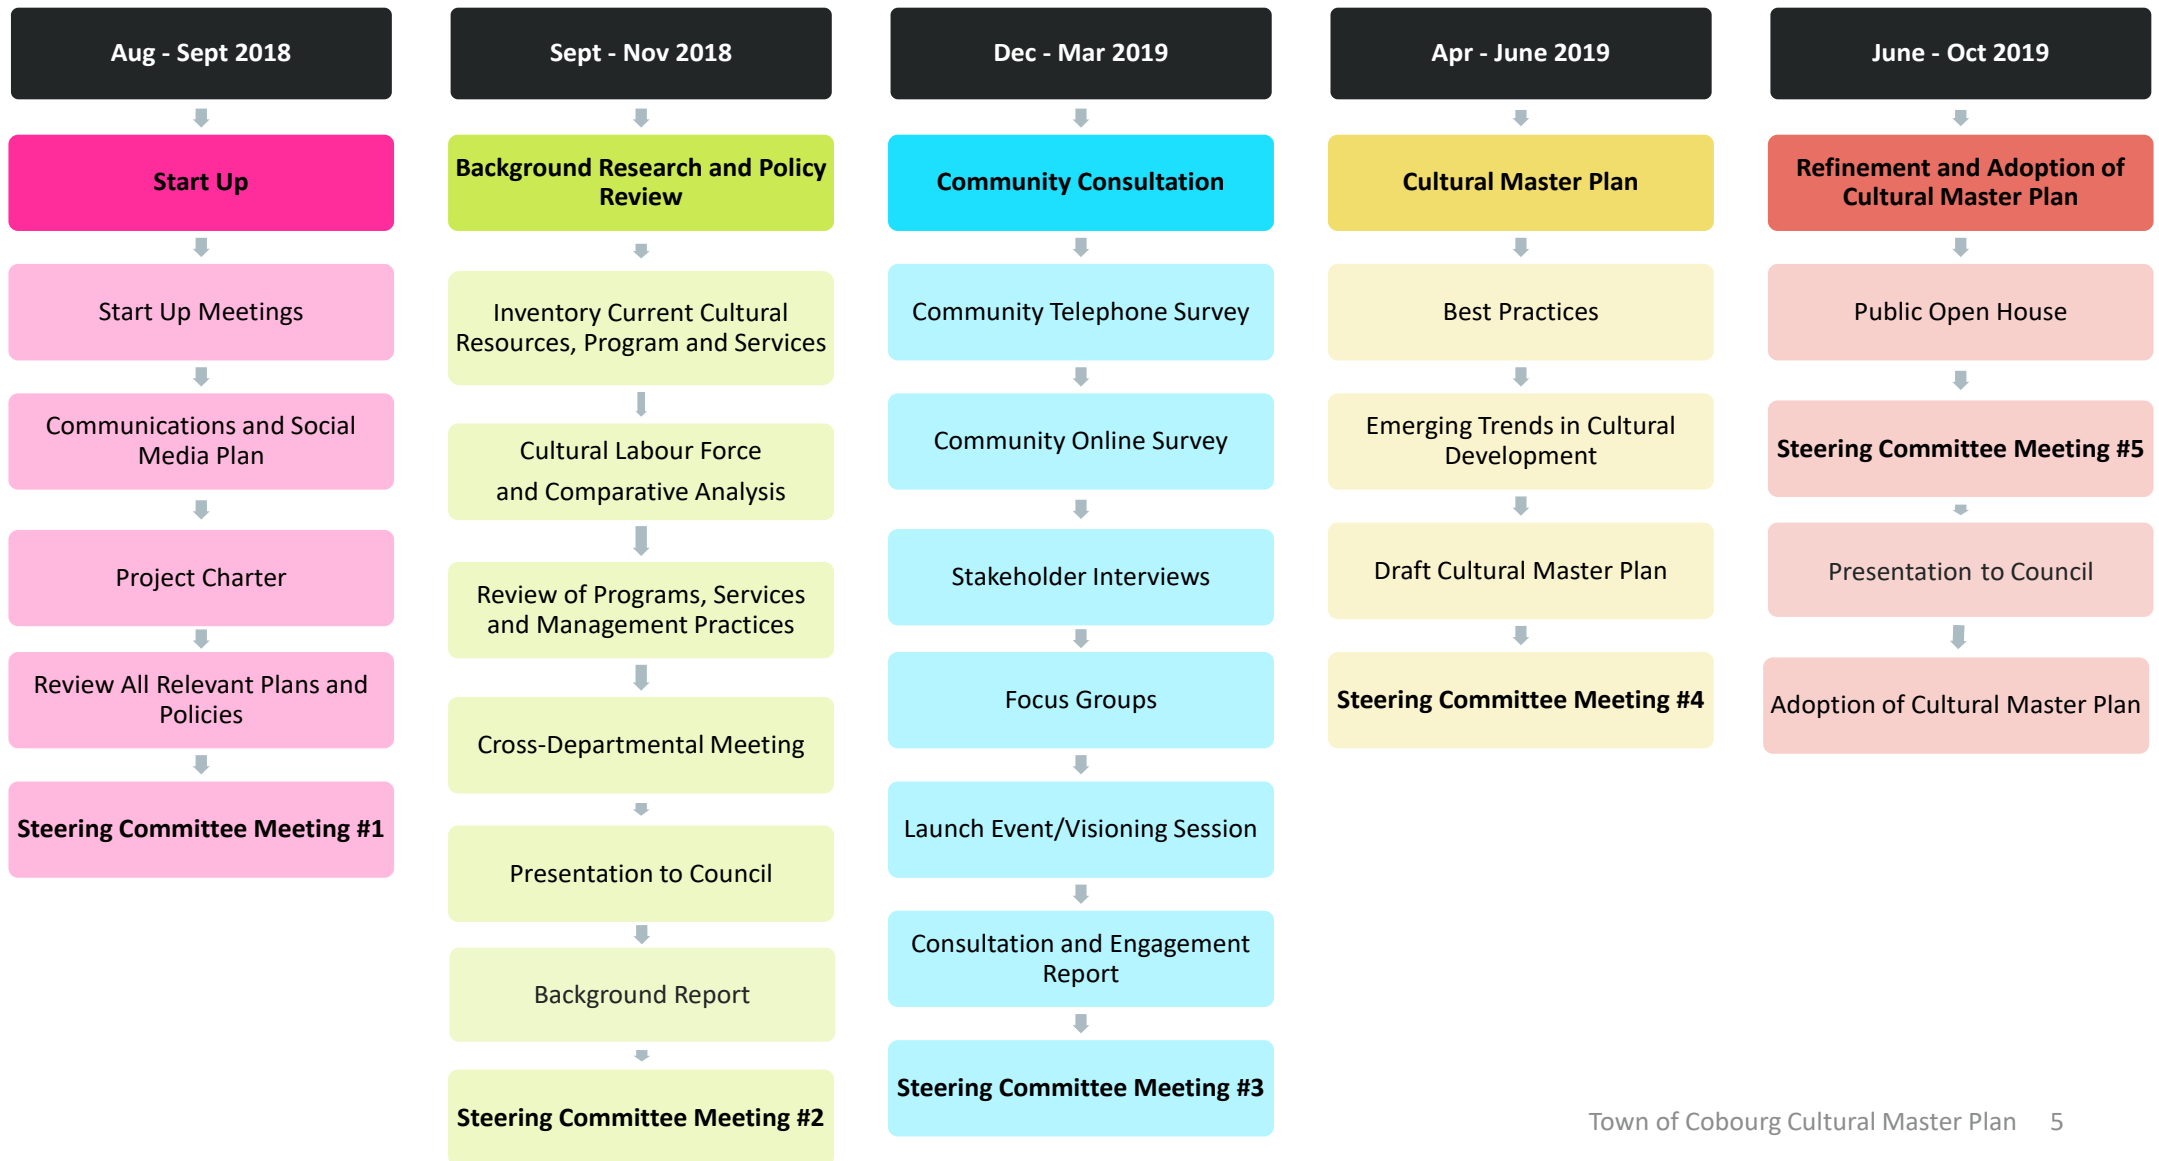 Aug - Sept 2018
Start Up
Start Up Meetings
Communications and Social
Media Plan
Project Charter
Review All Relevant Plans and
Policies
Steering Committee Meeting #1
Sept - Nov 2018
Background Research and Policy
Review
Inventory Current Cultural
Resources, Program and Services
Cultural Labour Force
and Comparative Analysis
Review of Programs, Services
and Management Practices
Cross-Departmental Meeting
Presentation to Council
Background Report
Steering Committee Meeting #2
Dec - Mar 2019
Community Consultation
Community Telephone Survey
Community Online Survey
Stakeholder Interviews
Focus Groups
Launch Event/Visioning Session
Consultation and Engagement
Report
Steering Committee Meeting #3
Apr - June 2019
Cultural Master Plan
Best Practices
Emerging Trends in Cultural
Development
Draft Cultural Master Plan
Steering Committee Meeting #4
June - Oct 2019
Refinement and Adoption of
Cultural Master Plan
Public Open House
Steering Committee Meeting #5
Presentation to Council
Adoption of Cultural Master Plan
Town of Cobourg Cultural Master Plan 5